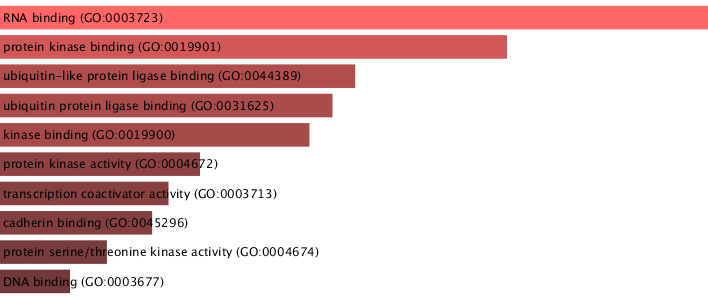 RNA binding (GO:0003723)
protein kinase binding (GO:0019901)
ubiquitin-like protein ligase binding (GO:0044389)
ubiquitin protein ligase binding (GO:0031625)
kinase binding (GO:0019900)
protein kinase activity (GO:0004672)
transcription coactivator activity (GO:0003713)
cadherin binding (GO:0045296)
protein serine/threonine kinase activity (GO:0004674)
DNA binding (GO:0003677)